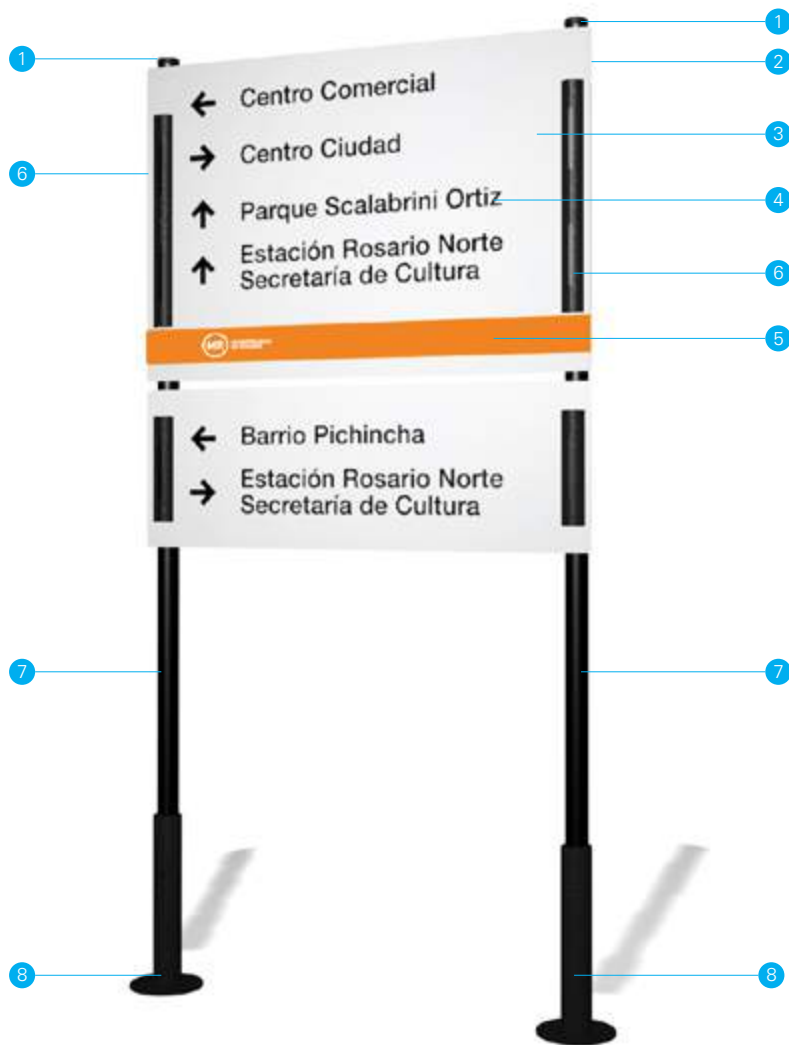 1
1
2
← Centro Comercial
3
→ Centro Ciudad
6
↑ Parque Scalabrini Ortiz
4
↑ Estación Rosario Norte
Secretaría de Cultura
6
5
← Barrio Pichincha
→ Estación Rosario Norte
Secretaría de Cultura
7
7
8
8